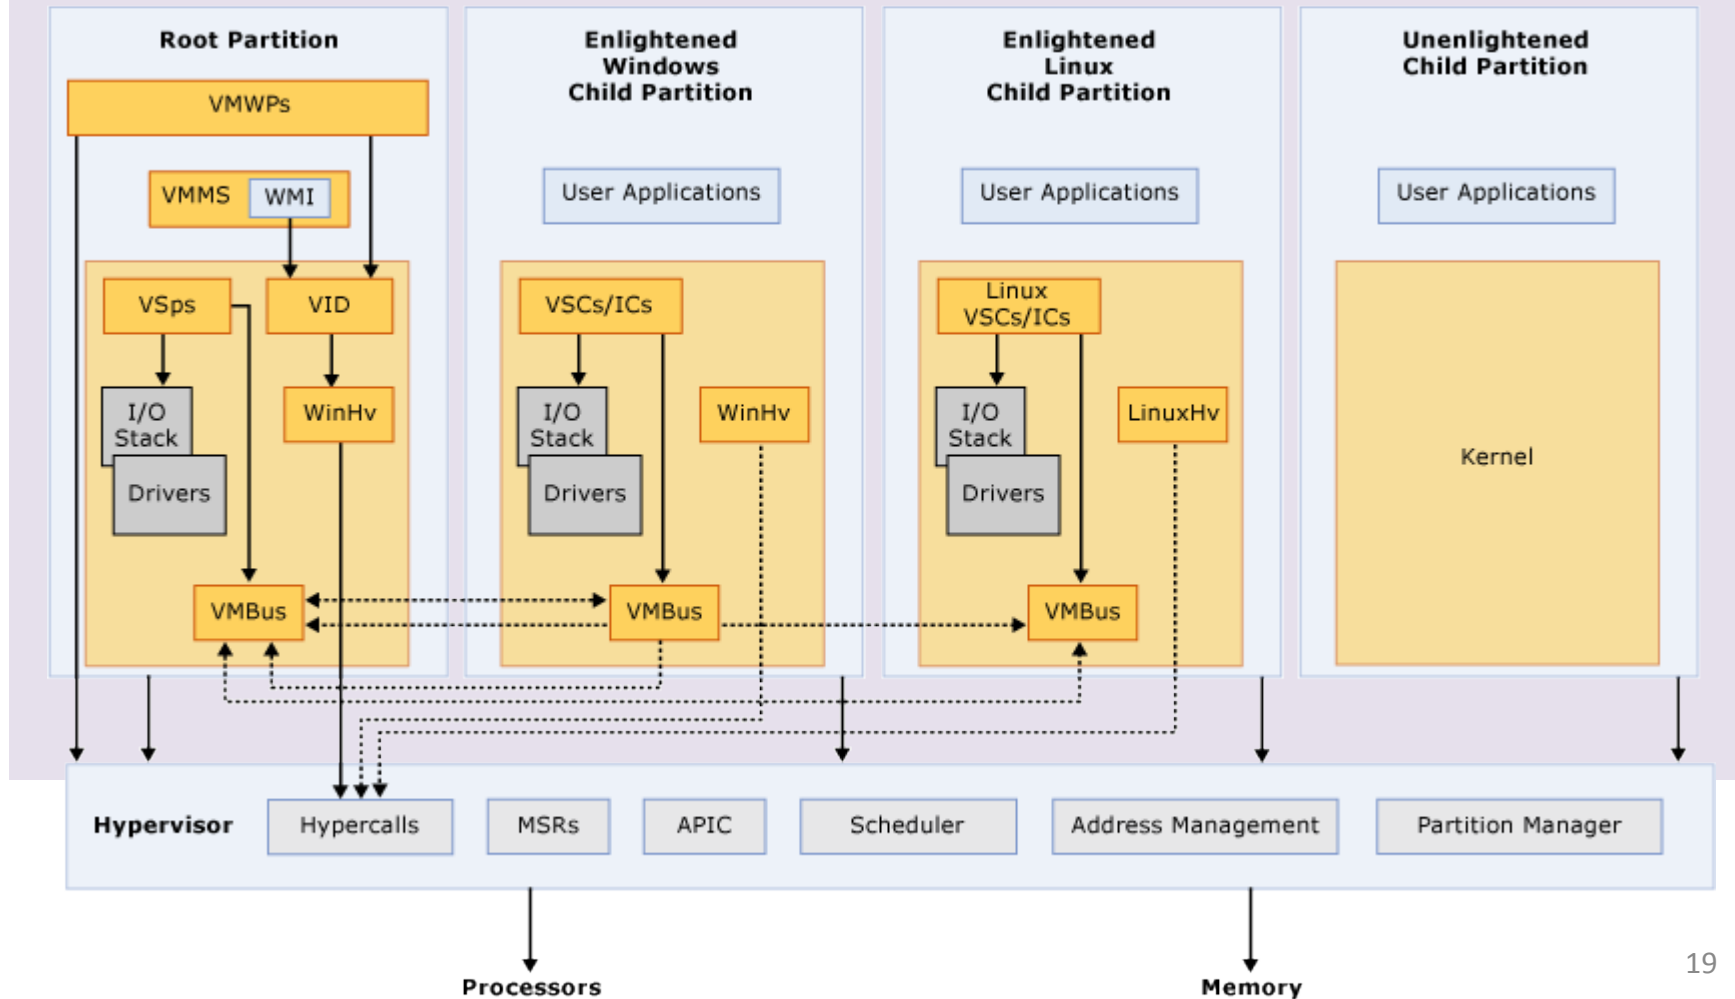 Root Partition
VMWPs
VMMS
WMI
VSps
VID
I/O
Stack
WinHv
Drivers
VMBus
Enlightened
Windows
Child Partition
User Applications
VSCs/ICs
I/O
Stack
WinHv
Drivers
VMBus
Enlightened
Linux
Child Partition
User Applications
Linux
VSCs/ICs
I/O
Stack
LinuxHv
Drivers
VMBus
Unenlightened
Child Partition
User Applications
Kernel
Hypervisor
Hypercalls
MSRs
APIC
Scheduler
Address Management
Partition Manager
Processors
Memory
19